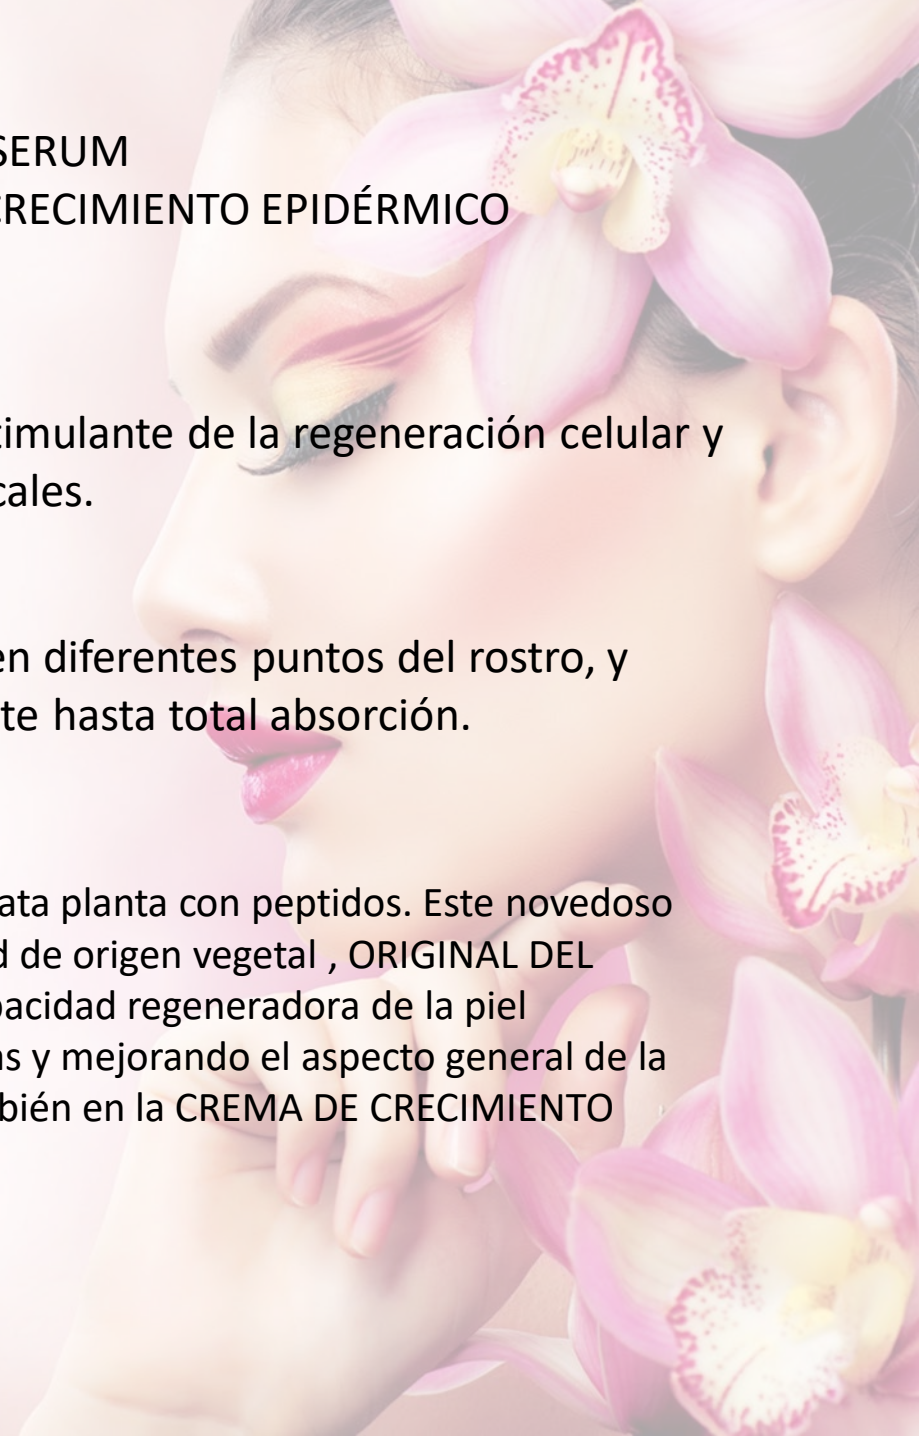 SERUM
CRECIMIENTO EPIDÉRMICO
timulante de la regeneración celular y
cales.
en diferentes puntos del rostro, y
te hasta total absorción.
ata planta con peptidos. Este novedoso
d de origen vegetal , ORIGINAL DEL
pacidad regeneradora de la piel
as y mejorando el aspecto general de la
bién en la CREMA DE CRECIMIENTO